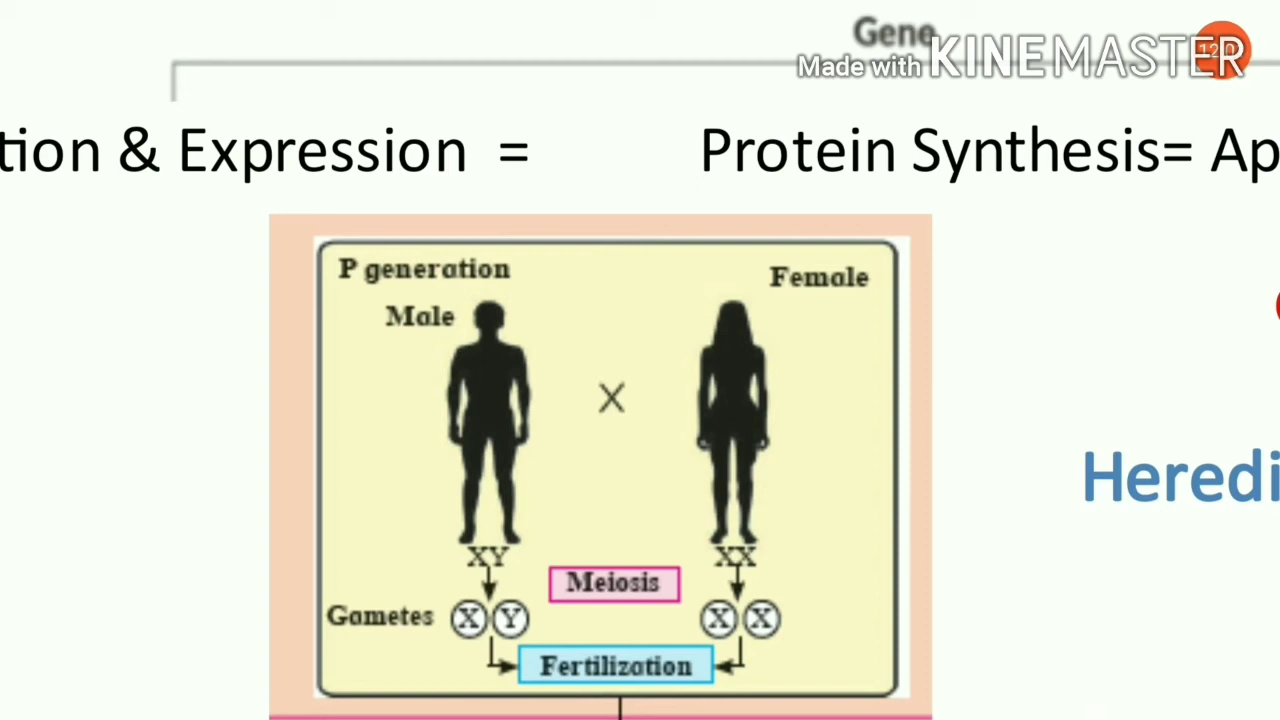 Gene
Made with KINEMASTER
tion & Expression = Protein Synthesis= Ap
P generation
Female
Male
X
Heredi
XY
XX
Meiosis
Gametes X Y X X
Fertilization